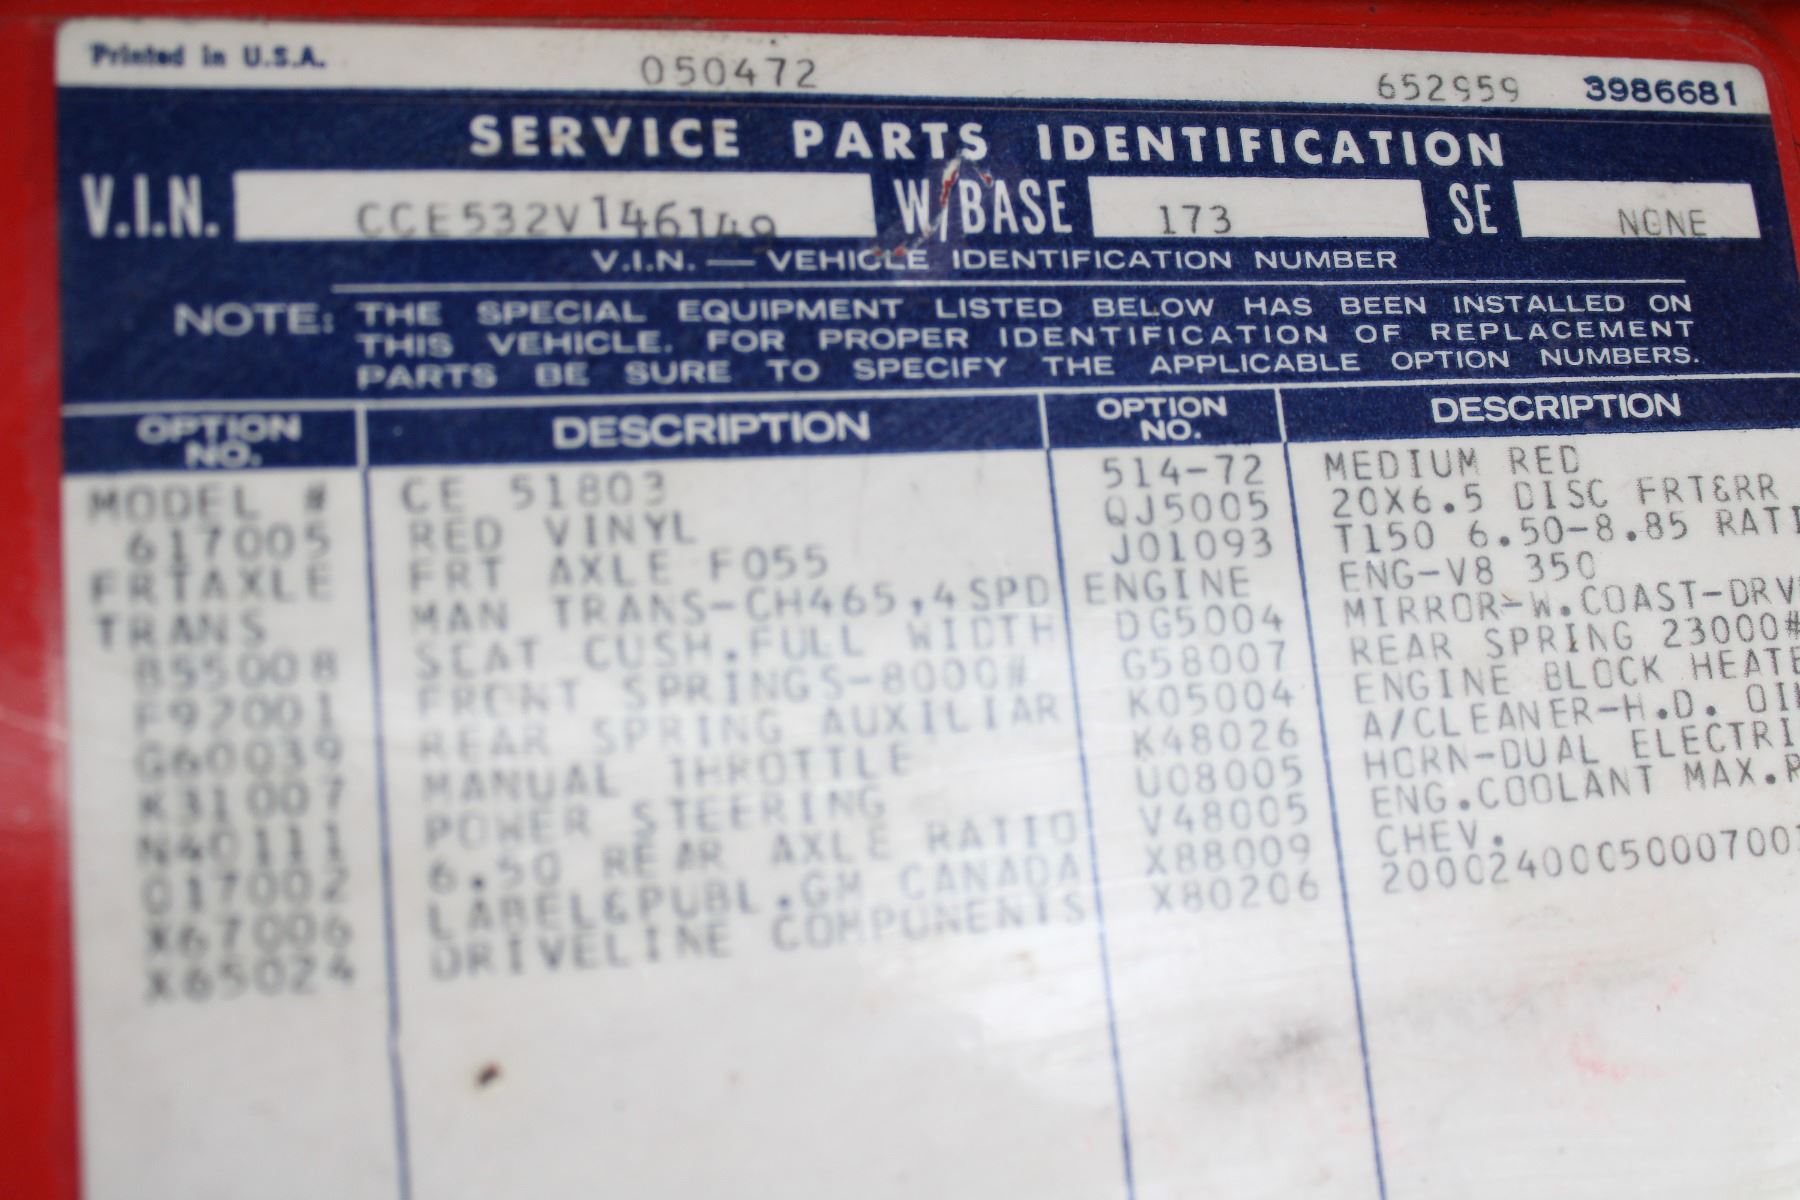 Printed in U.S.A. 050472 652959 3986681
SERVICE PARTS IDENTIFICATION
V.I.N. CCE532V146149 W/BASE 173 SE NONE
V.I.N. — VEHICLE IDENTIFICATION NUMBER
NOTE: THE SPECIAL EQUIPMENT LISTED BELOW HAS BEEN INSTALLED ON
THIS VEHICLE. FOR PROPER IDENTIFICATION OF REPLACEMENT
PARTS BE SURE TO SPECIFY THE APPLICABLE OPTION NUMBERS.
OPTION NO. DESCRIPTION OPTION NO. DESCRIPTION
MODEL # CE 51803
617005 RED VINYL
FRTAXLE FRT AXLE F055
TRANS MAN TRANS-CH465,4SPD
B55008 SEAT CUSH.FULL WIDTH
F92001 FRONT SPRINGS-8000#
G60039 REAR SPRING AUXILIAR
K31007 MANUAL THROTTLE
N40111 POWER STEERING
017002 6.50 REAR AXLE RATIO
X67006 LABEL&PUBL.GM CANADA
X65024 DRIVELINE COMPONENTS
514-72 MEDIUM RED
QJ5005 20X6.5 DISC FRT&RR
J01093 T150 6.50-8.85 RATI
ENGINE ENG-V8 350
DG5004 MIRROR-W.COAST-DRV
G58007 REAR SPRING 23000#
K05004 ENGINE BLOCK HEATE
K48026 A/CLEANER-H.D. OIL
U08005 HORN-DUAL ELECTRI
V48005 ENG.COOLANT MAX.P
X88009 CHEV.
X80206 20002400050007001